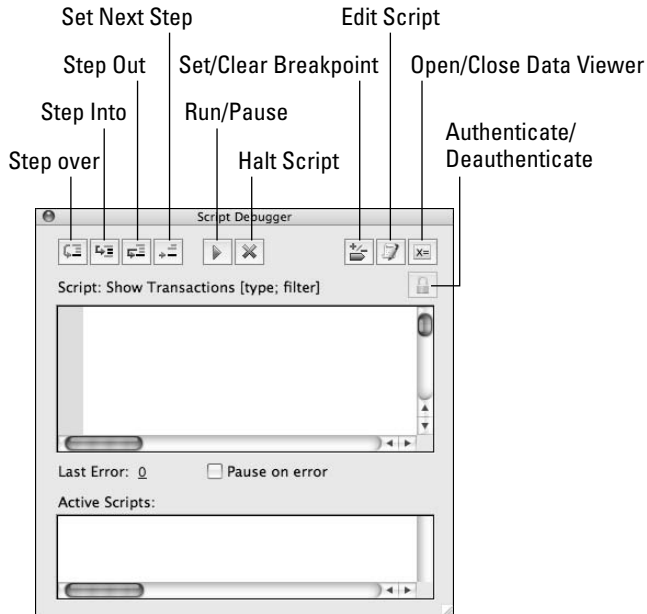 Set Next Step
Edit Script
Step Out
Set/Clear Breakpoint
Open/Close Data Viewer
Step Into
Run/Pause
Authenticate/
Deauthenticate
Step over
Halt Script
Script Debugger
+/-
x=
Script: Show Transactions [type; filter]
Last Error: 0
Pause on error
Active Scripts: